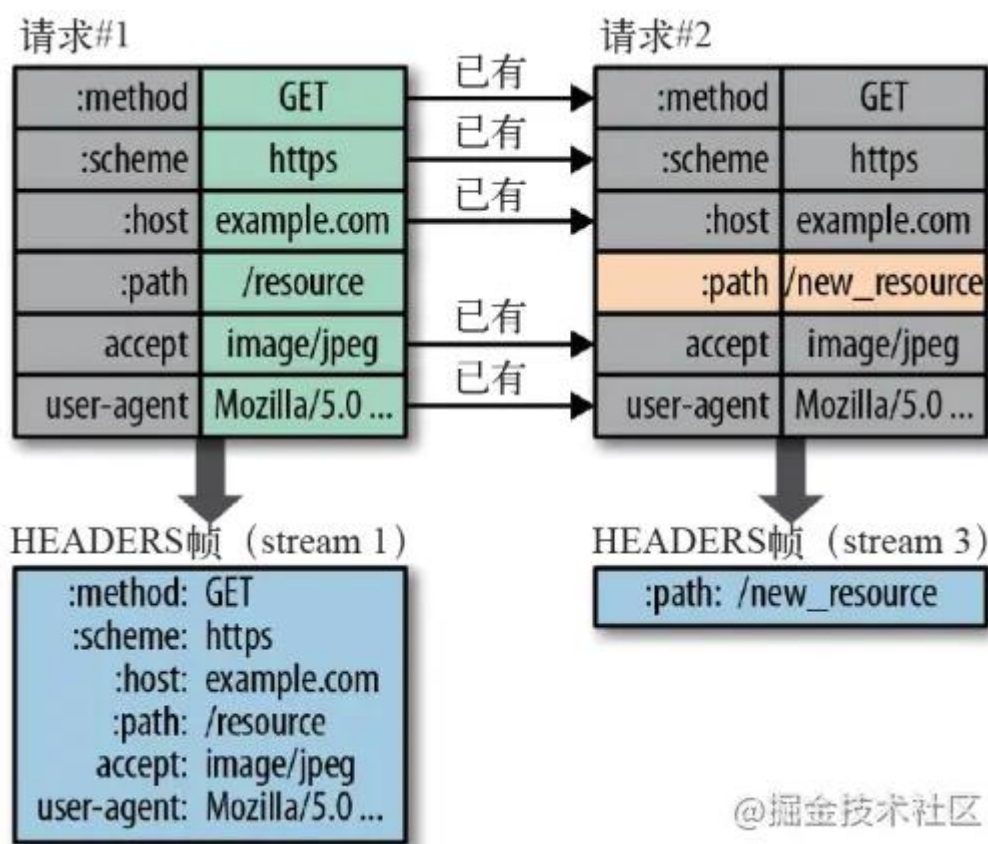 请求#1
:method GET
:scheme https
:host example.com
:path /resource
accept image/jpeg
user-agent Mozilla/5.0 ...
已有
已有
已有
已有
已有
请求#2
:method GET
:scheme https
:host example.com
:path /new_resource
accept image/jpeg
user-agent Mozilla/5.0 ...
HEADERS帧（stream 1）
:method: GET
:scheme: https
:host: example.com
:path: /resource
accept: image/jpeg
user-agent: Mozilla/5.0 ...
HEADERS帧（stream 3）
:path: /new_resource
@掘金技术社区